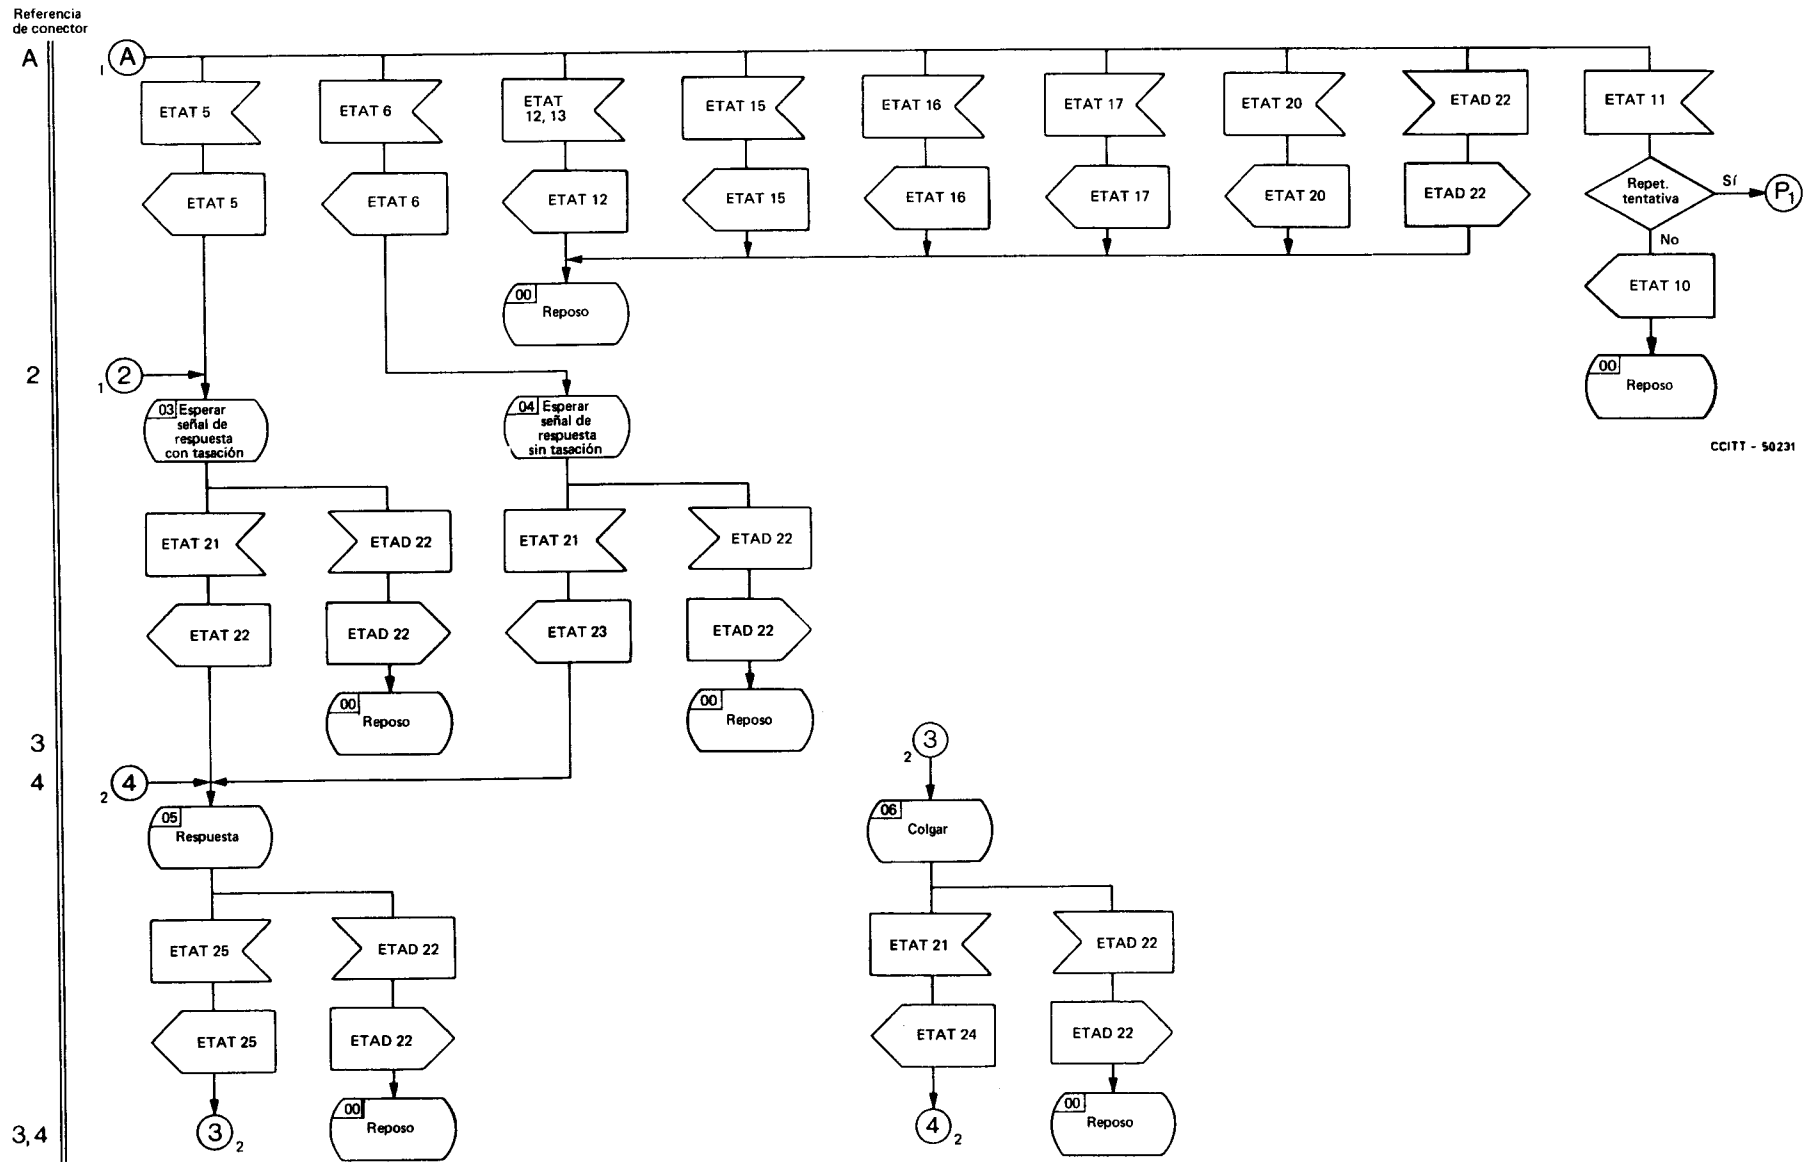 Referencia
de conector
A
1 A
ETAT 5
ETAT 6
ETAT
12, 13
ETAT 15
ETAT 16
ETAT 17
ETAT 20
ETAD 22
ETAT 11
ETAT 5
ETAT 6
ETAT 12
ETAT 15
ETAT 16
ETAT 17
ETAT 20
ETAD 22
Repet.
tentativa
Sí
P1
No
ETAT 10
00
Reposo
00
Reposo
2
1 2
03 Esperar
señal de
respuesta
con tasación
04 Esperar
señal de
respuesta
sin tasación
CCITT - 50231
ETAT 21
ETAD 22
ETAT 21
ETAD 22
ETAT 22
ETAD 22
ETAT 23
ETAD 22
00
Reposo
00
Reposo
3
2 3
4
2 4
05
Respuesta
06
Colgar
ETAT 25
ETAD 22
ETAT 21
ETAD 22
ETAT 25
ETAD 22
ETAT 24
ETAD 22
3, 4
3 2
00
Reposo
4 2
00
Reposo